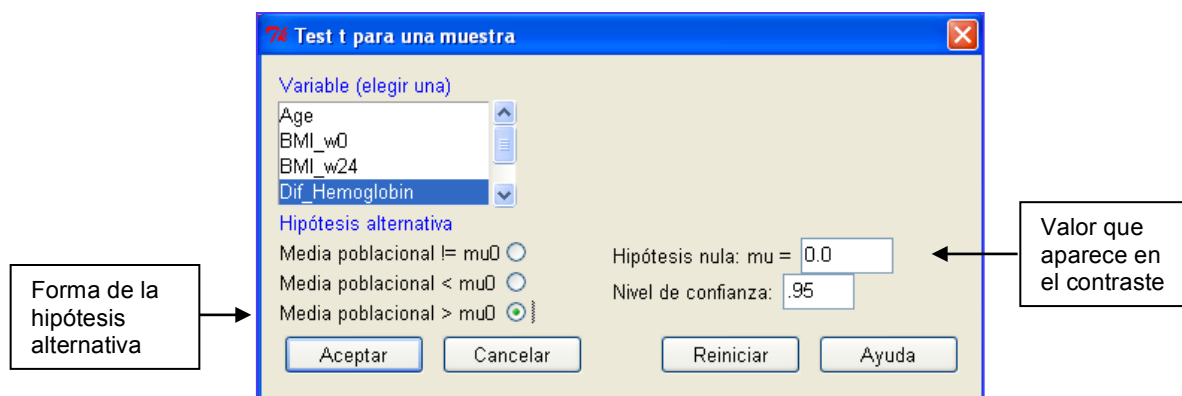 Test t para una muestra
Variable (elegir una)
Age
BMI_w0
BMI_w24
Dif_Hemoglobin
Hipótesis alternativa
Media poblacional != mu0
Media poblacional < mu0
Media poblacional > mu0
Hipótesis nula: mu = 0.0
Nivel de confianza: .95
Aceptar
Cancelar
Reiniciar
Ayuda
Forma de la
hipótesis
alternativa
Valor que
aparece en
el contraste